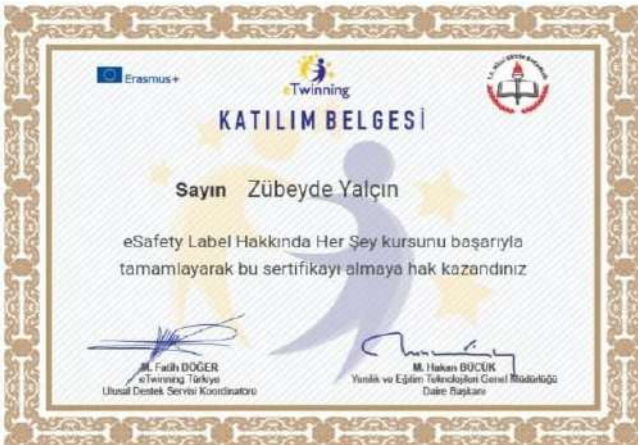 Erasmus+
eTwinning
KATILIM BELGESİ
Sayın Zübeyde Yalçın
eSafety Label Hakkında Her Şey kursunu başarıyla
tamamlayarak bu sertifikayı almaya hak kazandınız
M. Fatih DÖĞER
eTwinning Türkiye
Ulusal Destek Servisi Koordinatörü
M. Hakan BÜCÜK
Yenilik ve Eğitim Teknolojileri Genel Müdürlüğü
Daire Başkanı